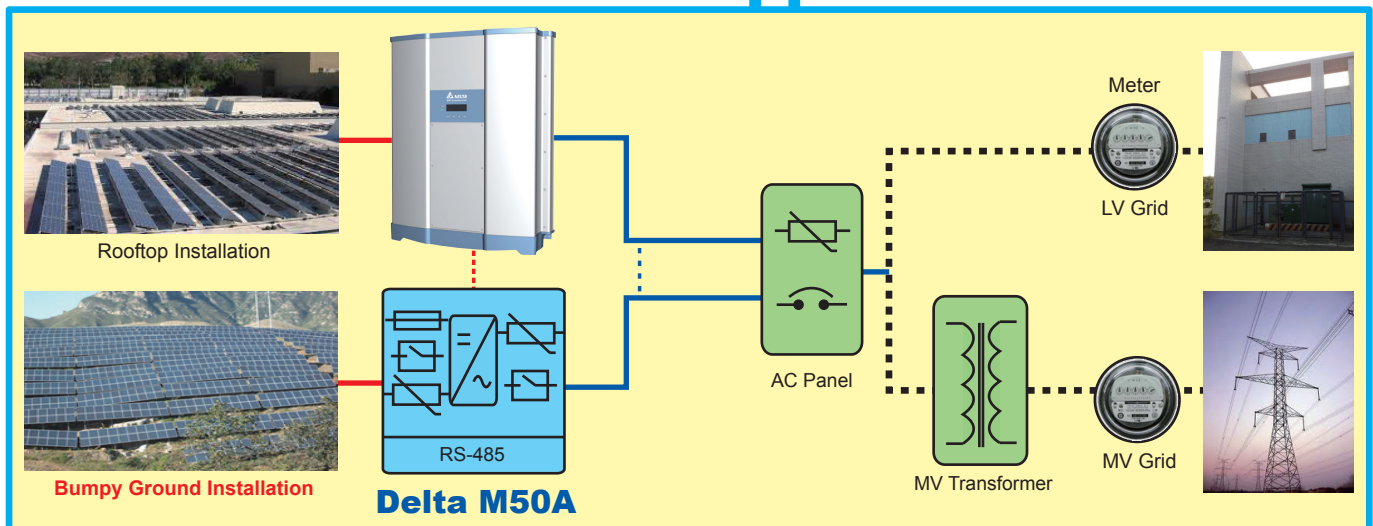 Meter
LV Grid
Rooftop Installation
AC Panel
RS-485
MV Transformer
MV Grid
Bumpy Ground Installation
Delta M50A